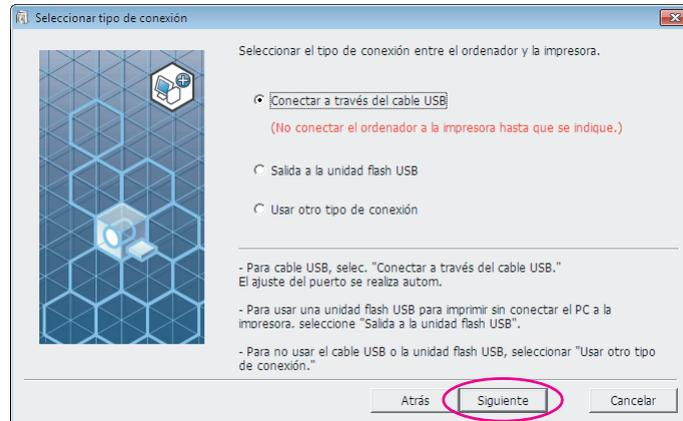 Seleccionar tipo de conexión
Seleccionar el tipo de conexión entre el ordenador y la impresora.
Conectar a través del cable USB
(No conectar el ordenador a la impresora hasta que se indique.)
Salida a la unidad flash USB
Usar otro tipo de conexión
- Para cable USB, selec. "Conectar a través del cable USB."
El ajuste del puerto se realiza autom.
- Para usar una unidad flash USB para imprimir sin conectar el PC a la
impresora. seleccione "Salida a la unidad flash USB".
- Para no usar el cable USB o la unidad flash USB, seleccionar "Usar otro tipo
de conexión."
Atrás
Siguiente
Cancelar